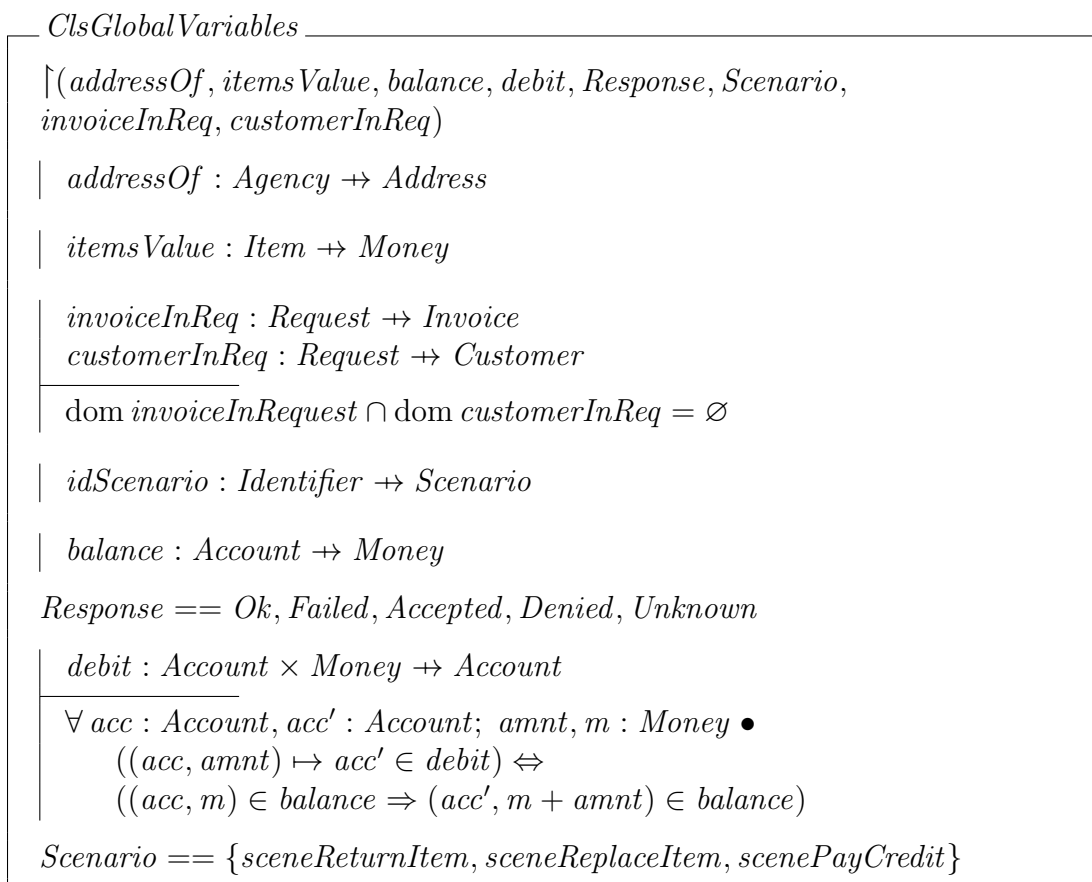 ClsGlobalVariables
↾(addressOf, itemsValue, balance, debit, Response, Scenario,
invoiceInReq, customerInReq)
addressOf : Agency ⇸ Address
itemsValue : Item ⇸ Money
invoiceInReq : Request ⇸ Invoice
customerInReq : Request ⇸ Customer
dom invoiceInRequest ∩ dom customerInReq = ∅
idScenario : Identifier ⇸ Scenario
balance : Account ⇸ Money
Response == Ok, Failed, Accepted, Denied, Unknown
debit : Account × Money ⇸ Account
∀ acc : Account, acc′ : Account; amnt, m : Money •
((acc, amnt) ↦ acc′ ∈ debit) ⇔
((acc, m) ∈ balance ⇒ (acc′, m + amnt) ∈ balance)
Scenario == {sceneReturnItem, sceneReplaceItem, scenePayCredit}